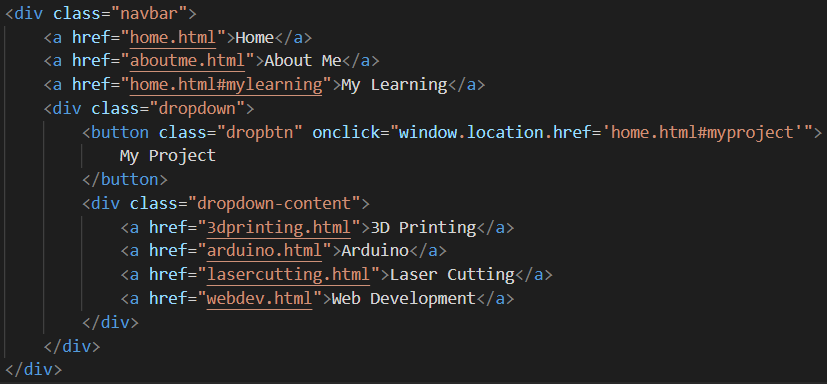 <div class="navbar">
    <a href="home.html">Home</a>
    <a href="aboutme.html">About Me</a>
    <a href="home.html#mylearning">My Learning</a>
    <div class="dropdown">
        <button class="dropbtn" onclick="window.location.href='home.html#myproject'">
            My Project
        </button>
        <div class="dropdown-content">
            <a href="3dprinting.html">3D Printing</a>
            <a href="arduino.html">Arduino</a>
            <a href="lasercutting.html">Laser Cutting</a>
            <a href="webdev.html">Web Development</a>
        </div>
    </div>
</div>